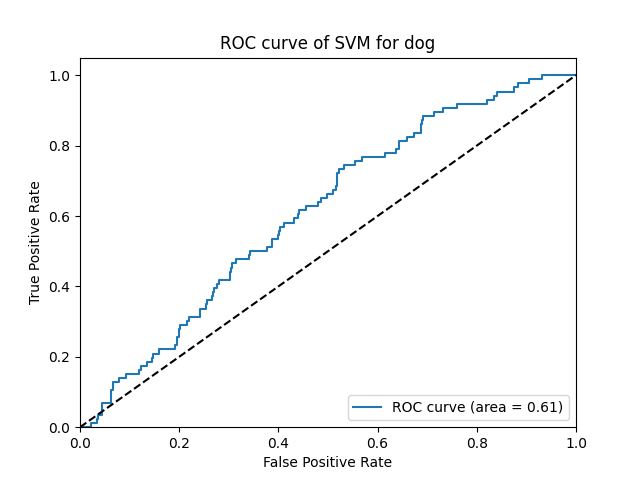 ROC curve of SVM for dog
True Positive Rate
1.0
0.8
0.6
0.4
0.2
0.0
ROC curve (area = 0.61)
0.0 0.2 0.4 0.6 0.8 1.0
False Positive Rate